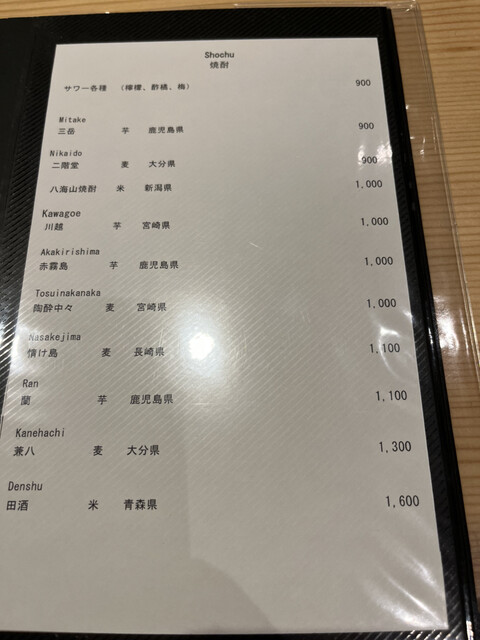 Shochu
焼酎
サワー各種 （檸檬、酢橘、梅） 900
Mitake
三岳 芋 鹿児島県 900
Nikaido
二階堂 麦 大分県 900
八海山焼酎 米 新潟県 1,000
Kawagoe
川越 芋 宮崎県 1,000
Akakirishima
赤霧島 芋 鹿児島県 1,000
Tosuinakanaka
陶酔中々 麦 宮崎県 1,000
Nasakejima
情け島 麦 長崎県 1,100
Ran
蘭 芋 鹿児島県 1,100
Kanehachi
兼八 麦 大分県 1,300
Denshu
田酒 米 青森県 1,600